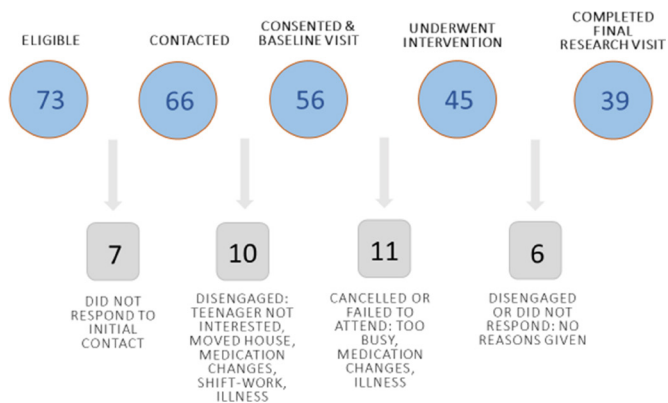 ELIGIBLE
CONTACTED
CONSENTED &
BASELINE VISIT
UNDERWENT
INTERVENTION
COMPLETED
FINAL
RESEARCH VISIT
73
66
56
45
39
7
10
11
6
DID NOT
RESPOND TO
INITIAL
CONTACT
DISENGAGED:
TEENAGER NOT
INTERESTED,
MOVED HOUSE,
MEDICATION
CHANGES,
SHIFT-WORK,
ILLNESS
CANCELLED OR
FAILED TO
ATTEND: TOO
BUSY,
MEDICATION
CHANGES,
ILLNESS
DISENGAGED
OR DID NOT
RESPOND: NO
REASONS GIVEN